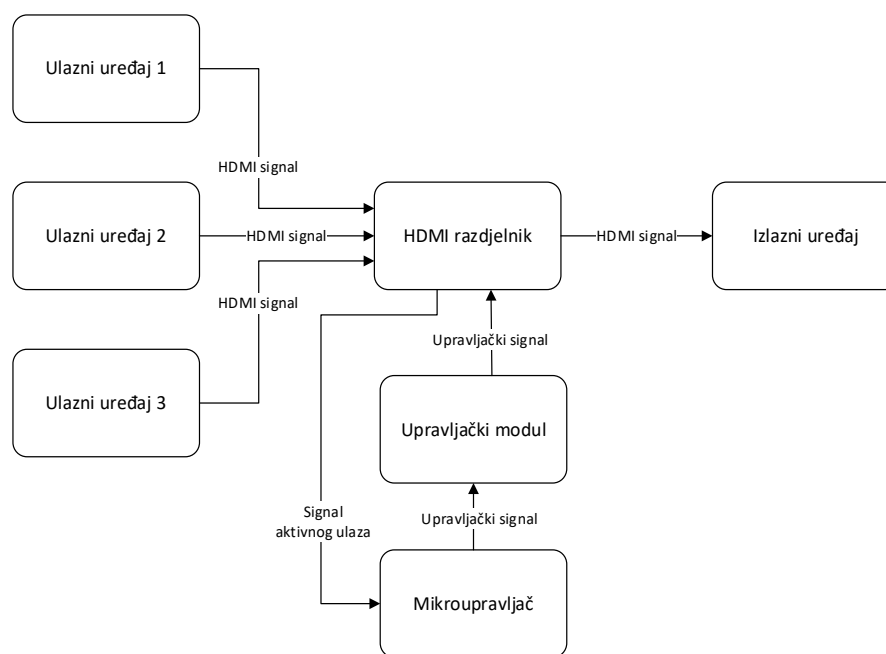 Ulazni uređaj 1
HDMI signal
Ulazni uređaj 2
HDMI signal
HDMI razdjelnik
HDMI signal
Izlazni uređaj
HDMI signal
Ulazni uređaj 3
Upravljački signal
Upravljački modul
Signal
aktivnog ulaza
Upravljački signal
Mikroupravljač